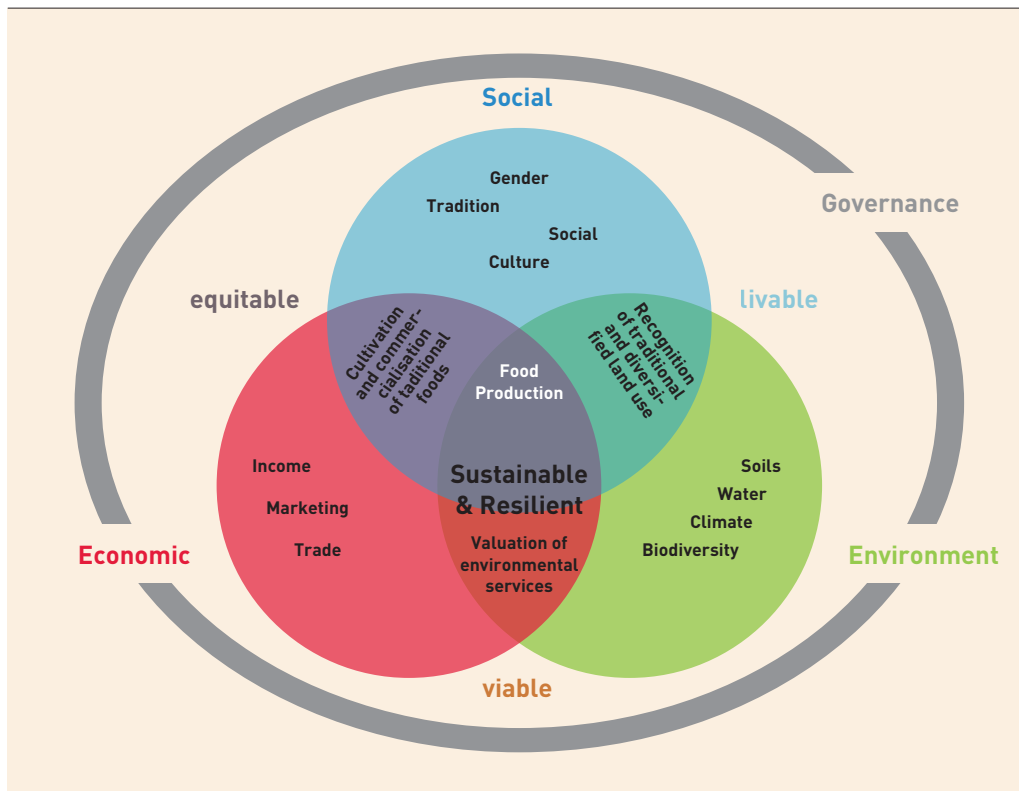 Social
Gender
Tradition
Social
Culture
Governance
equitable
livable
Cultivation
and commer-
cialisation
of taditional
foods
Food
Production
Recognition
of traditional
and diversi-
fied land use
Income
Marketing
Trade
Sustainable
& Resilient
Valuation of
environmental
services
Soils
Water
Climate
Biodiversity
Economic
Environment
viable